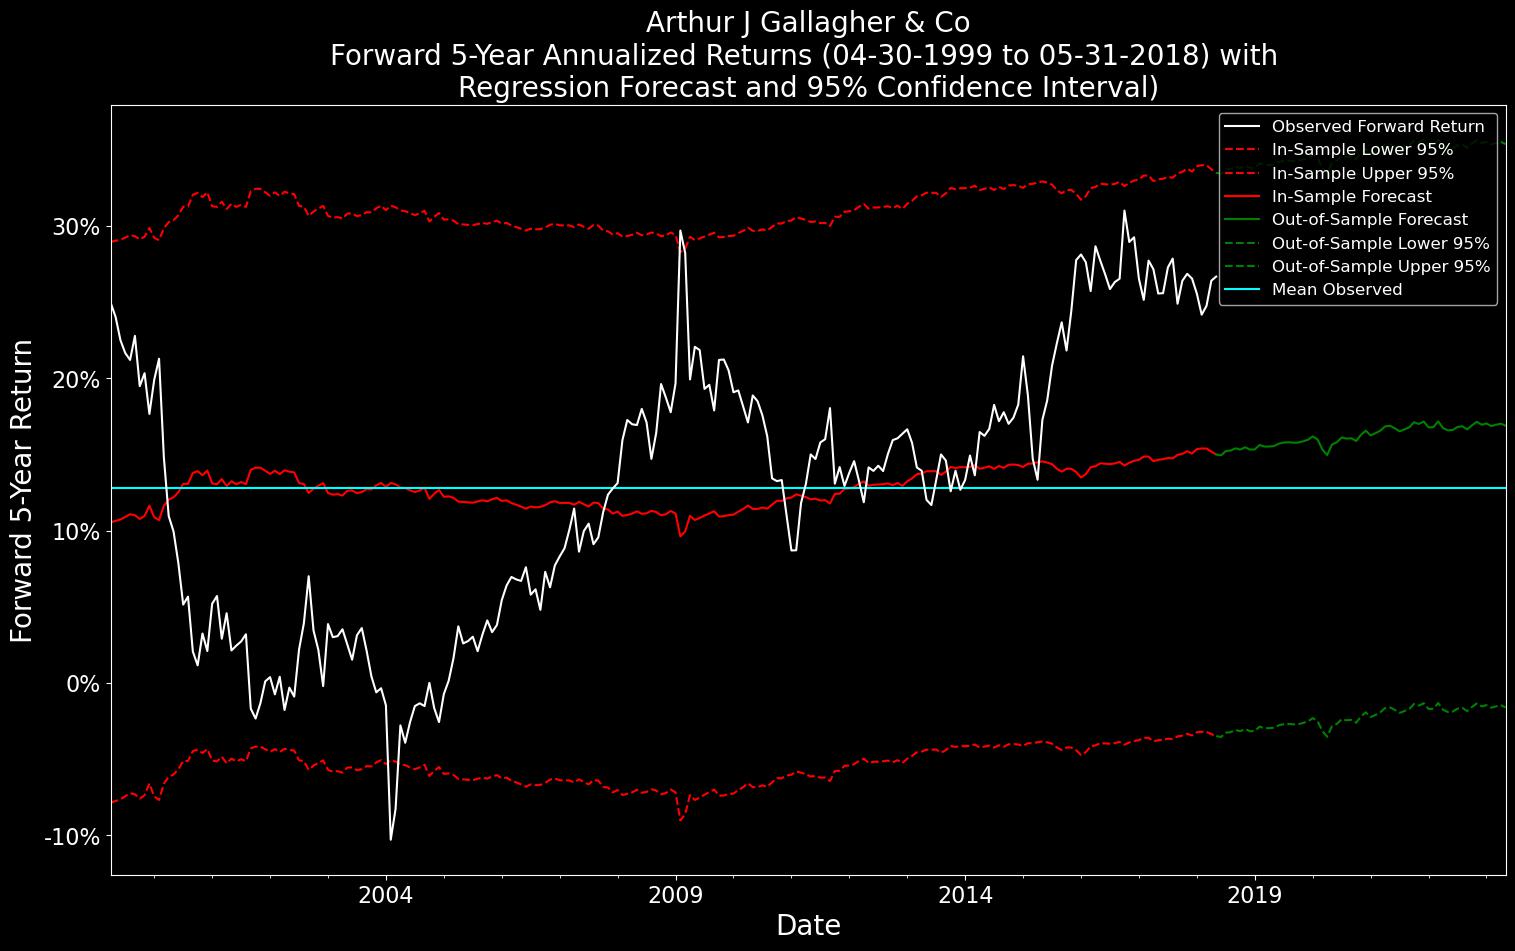 Arthur J Gallagher & Co
Forward 5-Year Annualized Returns (04-30-1999 to 05-31-2018) with
Regression Forecast and 95% Confidence Interval)
Observed Forward Return
In-Sample Lower 95%
In-Sample Upper 95%
In-Sample Forecast
Out-of-Sample Forecast
Out-of-Sample Lower 95%
Out-of-Sample Upper 95%
Mean Observed
Forward 5-Year Return
30%
20%
10%
0%
-10%
2004
2009
2014
2019
Date